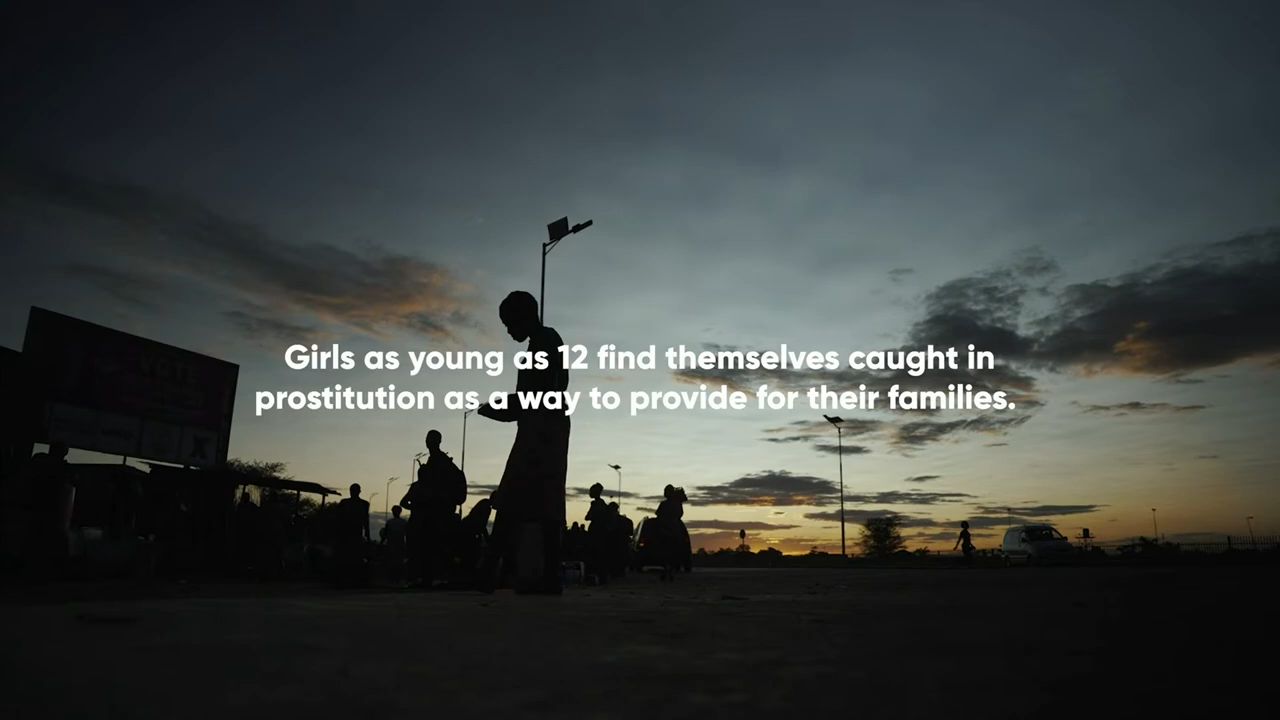 Girls as young as 12 find themselves caught in
prostitution as a way to provide for their families.